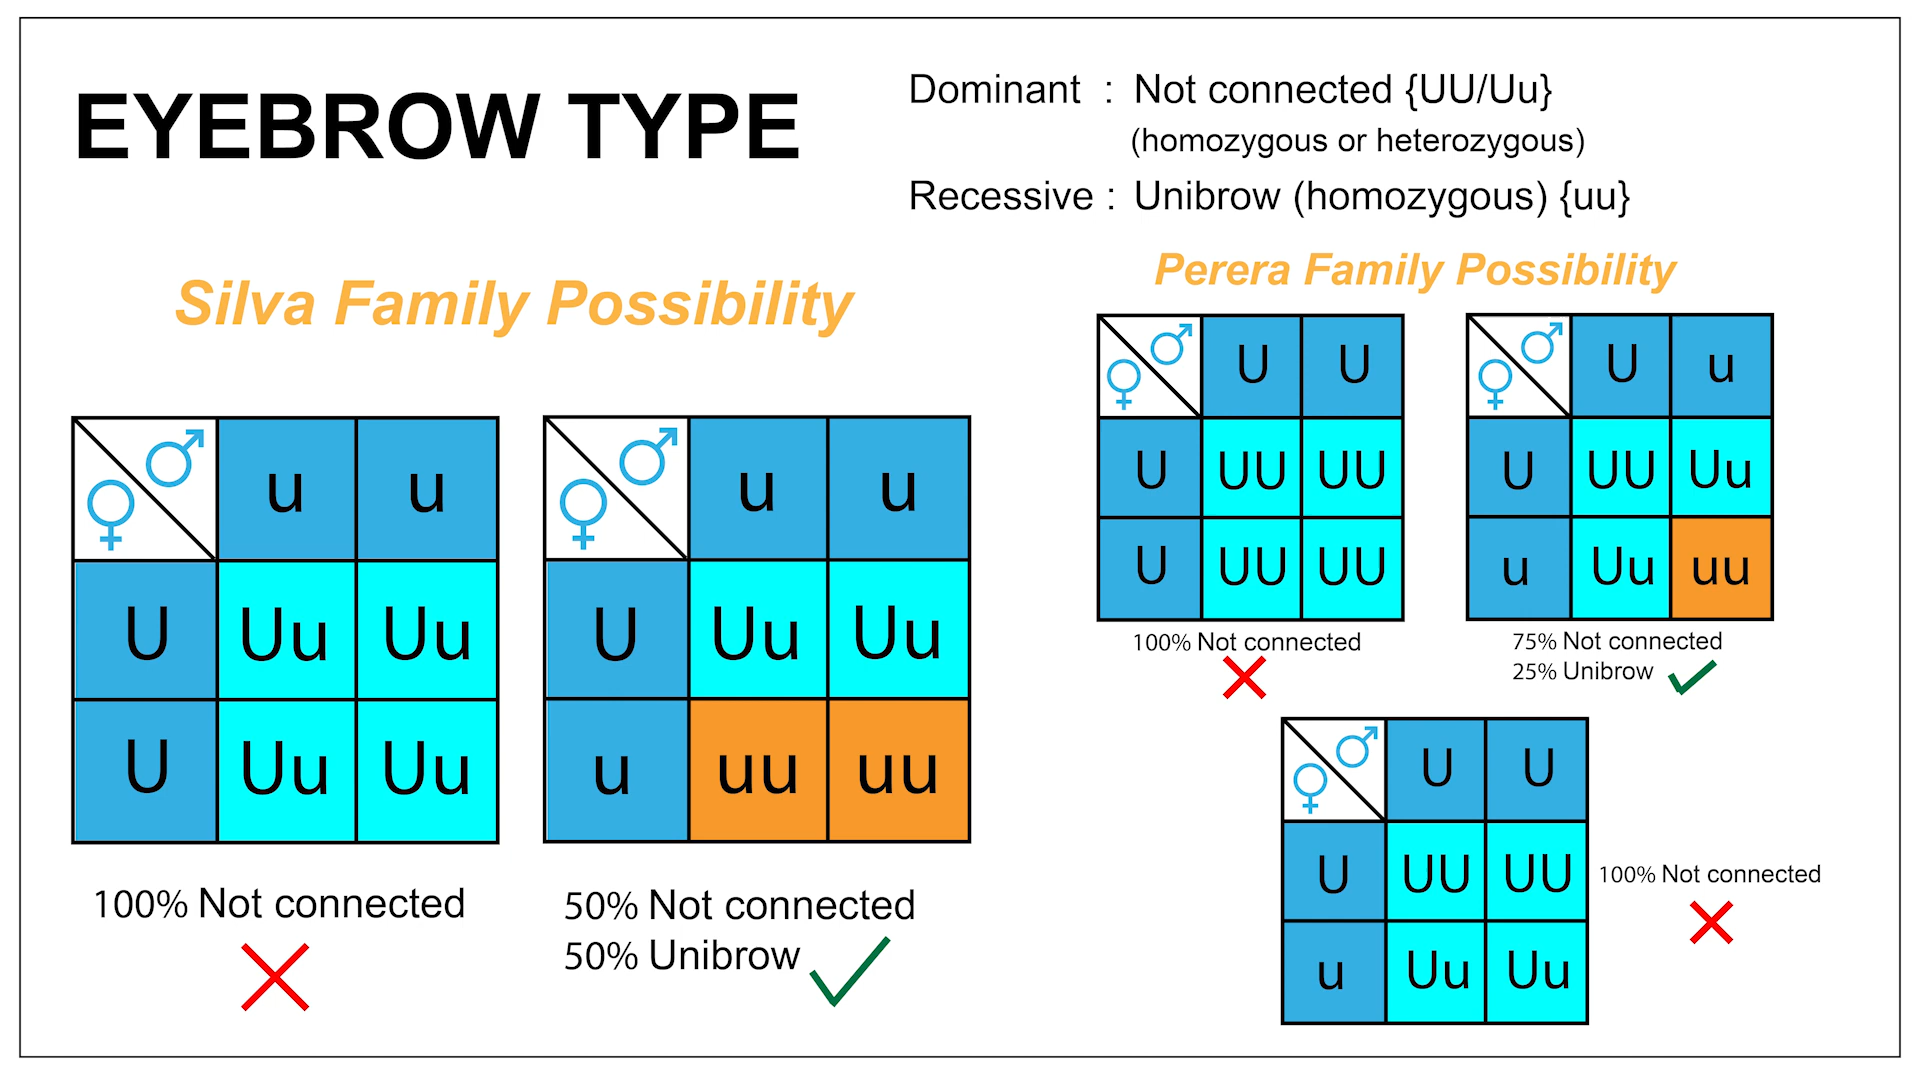 EYEBROW TYPE
Dominant : Not connected {UU/Uu}
(homozygous or heterozygous)
Recessive : Unibrow (homozygous) {uu}
Silva Family Possibility
u u
U Uu Uu
U Uu Uu
100% Not connected
u u
U Uu Uu
u uu uu
50% Not connected
50% Unibrow
Perera Family Possibility
U U
U UU UU
U UU UU
100% Not connected
U u
U UU Uu
u Uu uu
75% Not connected
25% Unibrow
U U
U UU UU
u Uu Uu
100% Not connected